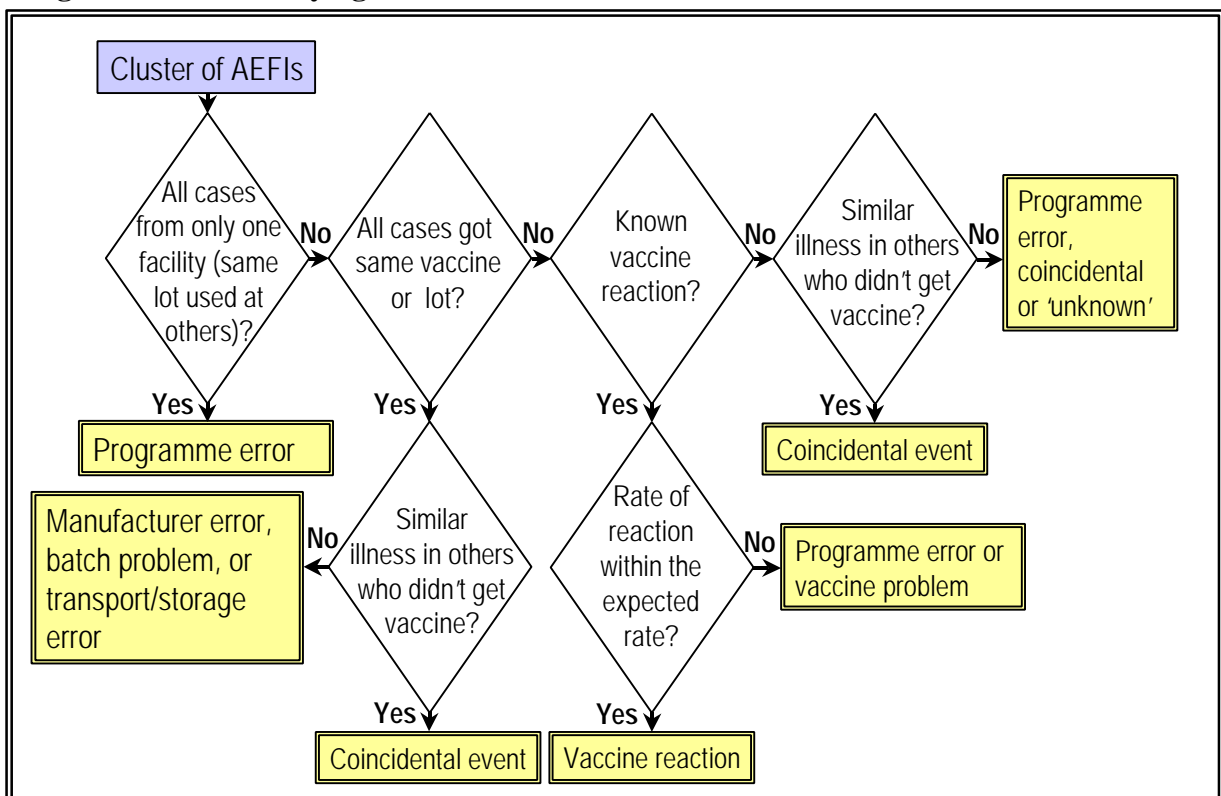 Cluster of AEFIs
All cases
from only one
facility (same
lot used at
others)?
No
All cases got
same vaccine
or lot?
No
Known
vaccine
reaction?
No
Similar
illness in others
who didn't get
vaccine?
No
Programme
error,
coincidental
or ‘unknown’
Yes
Programme error
Yes
Yes
Yes
Coincidental event
Manufacturer error,
batch problem, or
transport/storage
error
No
Similar
illness in others
who didn't get
vaccine?
Rate of
reaction
within the
expected
rate?
No
Programme error or
vaccine problem
Yes
Coincidental event
Yes
Vaccine reaction